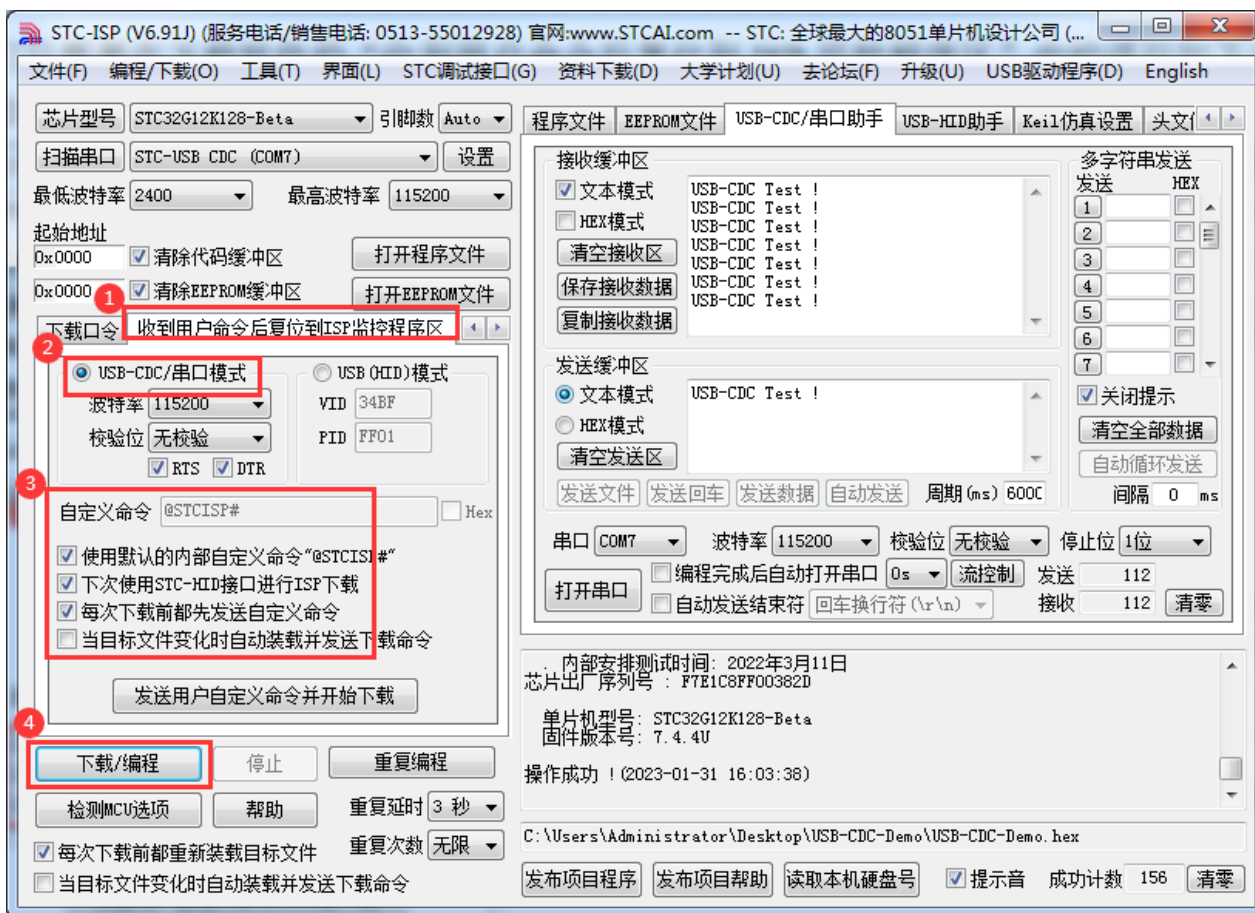 STC-ISP (V6.91J) (服务电话/销售电话: 0513-55012928) 官网:www.STCAI.com -- STC: 全球最大的8051单片机设计公司 (...
文件(F) 编程/下载(O) 工具(T) 界面(L) STC调试接口(G) 资料下载(D) 大学计划(U) 去论坛(F) 升级(U) USB驱动程序(D) English
芯片型号 STC32G12K128-Beta 引脚数 Auto
扫描串口 STC-USB CDC (COM7) 设置
最低波特率 2400 最高波特率 115200
起始地址
0x0000 清除代码缓冲区 打开程序文件
0x0000 清除EEPROM缓冲区 打开EEPROM文件
1
下载口令 收到用户命令后复位到ISP监控程序区
2
USB-CDC/串口模式 USB(HID)模式
波特率 115200 VID 34BF
校验位 无校验 PID FF01
RTS DTR
3
自定义命令 @STCISP# Hex
使用默认的内部自定义命令"@STCISP#"
下次使用STC-HID接口进行ISP下载
每次下载前都先发送自定义命令
当目标文件变化时自动装载并发送下载命令
发送用户自定义命令并开始下载
4
下载/编程 停止 重复编程
检测MCU选项 帮助 重复延时 3 秒
每次下载前都重新装载目标文件 重复次数 无限
当目标文件变化时自动装载并发送下载命令
程序文件 EEPROM文件 USB-CDC/串口助手 USB-HID助手 Keil仿真设置 头文
接收缓冲区
文本模式
HEX模式
清空接收区
保存接收数据
复制接收数据
USB-CDC Test !
USB-CDC Test !
USB-CDC Test !
USB-CDC Test !
USB-CDC Test !
USB-CDC Test !
USB-CDC Test !
多字符串发送
发送 HEX
1
2
3
4
5
6
7
发送缓冲区
文本模式 USB-CDC Test !
HEX模式
清空发送区
关闭提示
清空全部数据
自动循环发送
间隔 0 ms
发送文件 发送回车 发送数据 自动发送 周期(ms) 6000
串口 COM7 波特率 115200 校验位 无校验 停止位 1位
打开串口 编程完成后自动打开串口 0s 流控制 发送 112
自动发送结束符 回车换行符(\r\n) 接收 112 清零
. 内部安排测试时间: 2022年3月11日
芯片出厂序列号 : F7E1C8FF00382D
单片机型号: STC32G12K128-Beta
固件版本号: 7.4.4U
操作成功 !(2023-01-31 16:03:38)
C:\Users\Administrator\Desktop\USB-CDC-Demo\USB-CDC-Demo.hex
发布项目程序 发布项目帮助 读取本机硬盘号 提示音 成功计数 156 清零